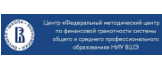 Центр «Федеральный методический центр
по финансовой грамотности системы
общего и среднего профессионального
образования» НИУ ВШЭ